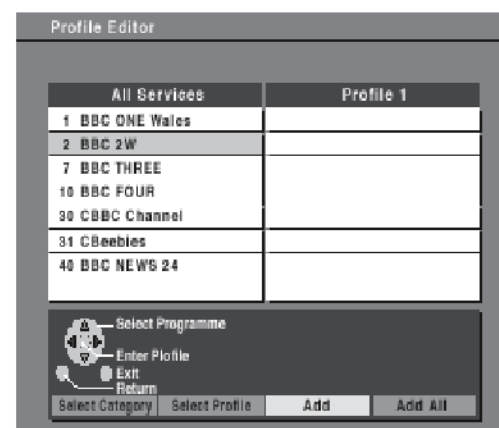 Profile Editor
All Services Profile 1
1 BBC ONE Wales
2 BBC 2W
7 BBC THREE
10 BBC FOUR
30 CBBC Channel
31 CBeebies
40 BBC NEWS 24
Select Programme
Enter Plofile
Exit
Return
Select Category Select Profile Add Add All